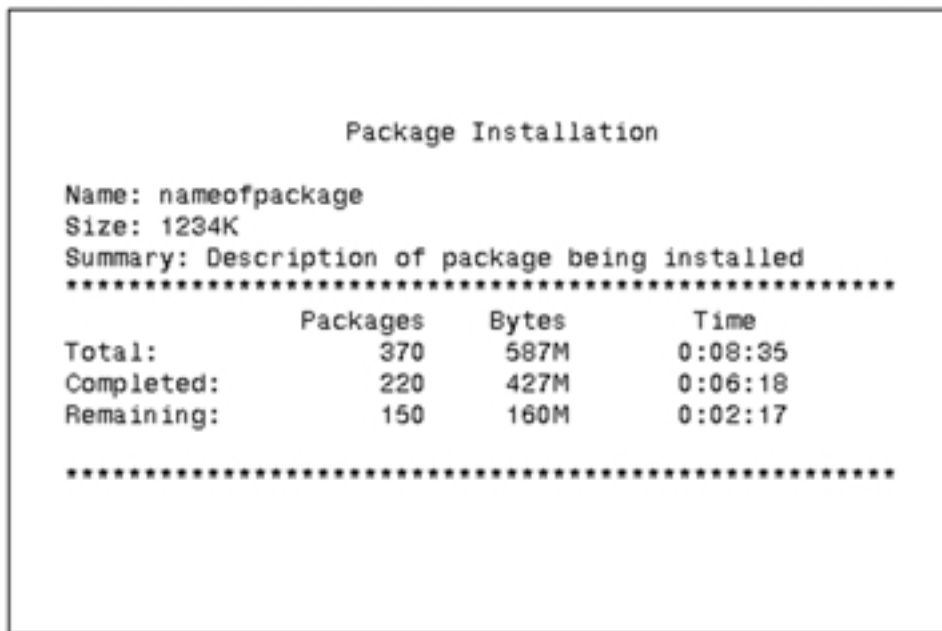 Package Installation
Name: nameofpackage
Size: 1234K
Summary: Description of package being installed
*****************************************************
Packages Bytes Time
Total: 370 587M 0:08:35
Completed: 220 427M 0:06:18
Remaining: 150 160M 0:02:17
*****************************************************